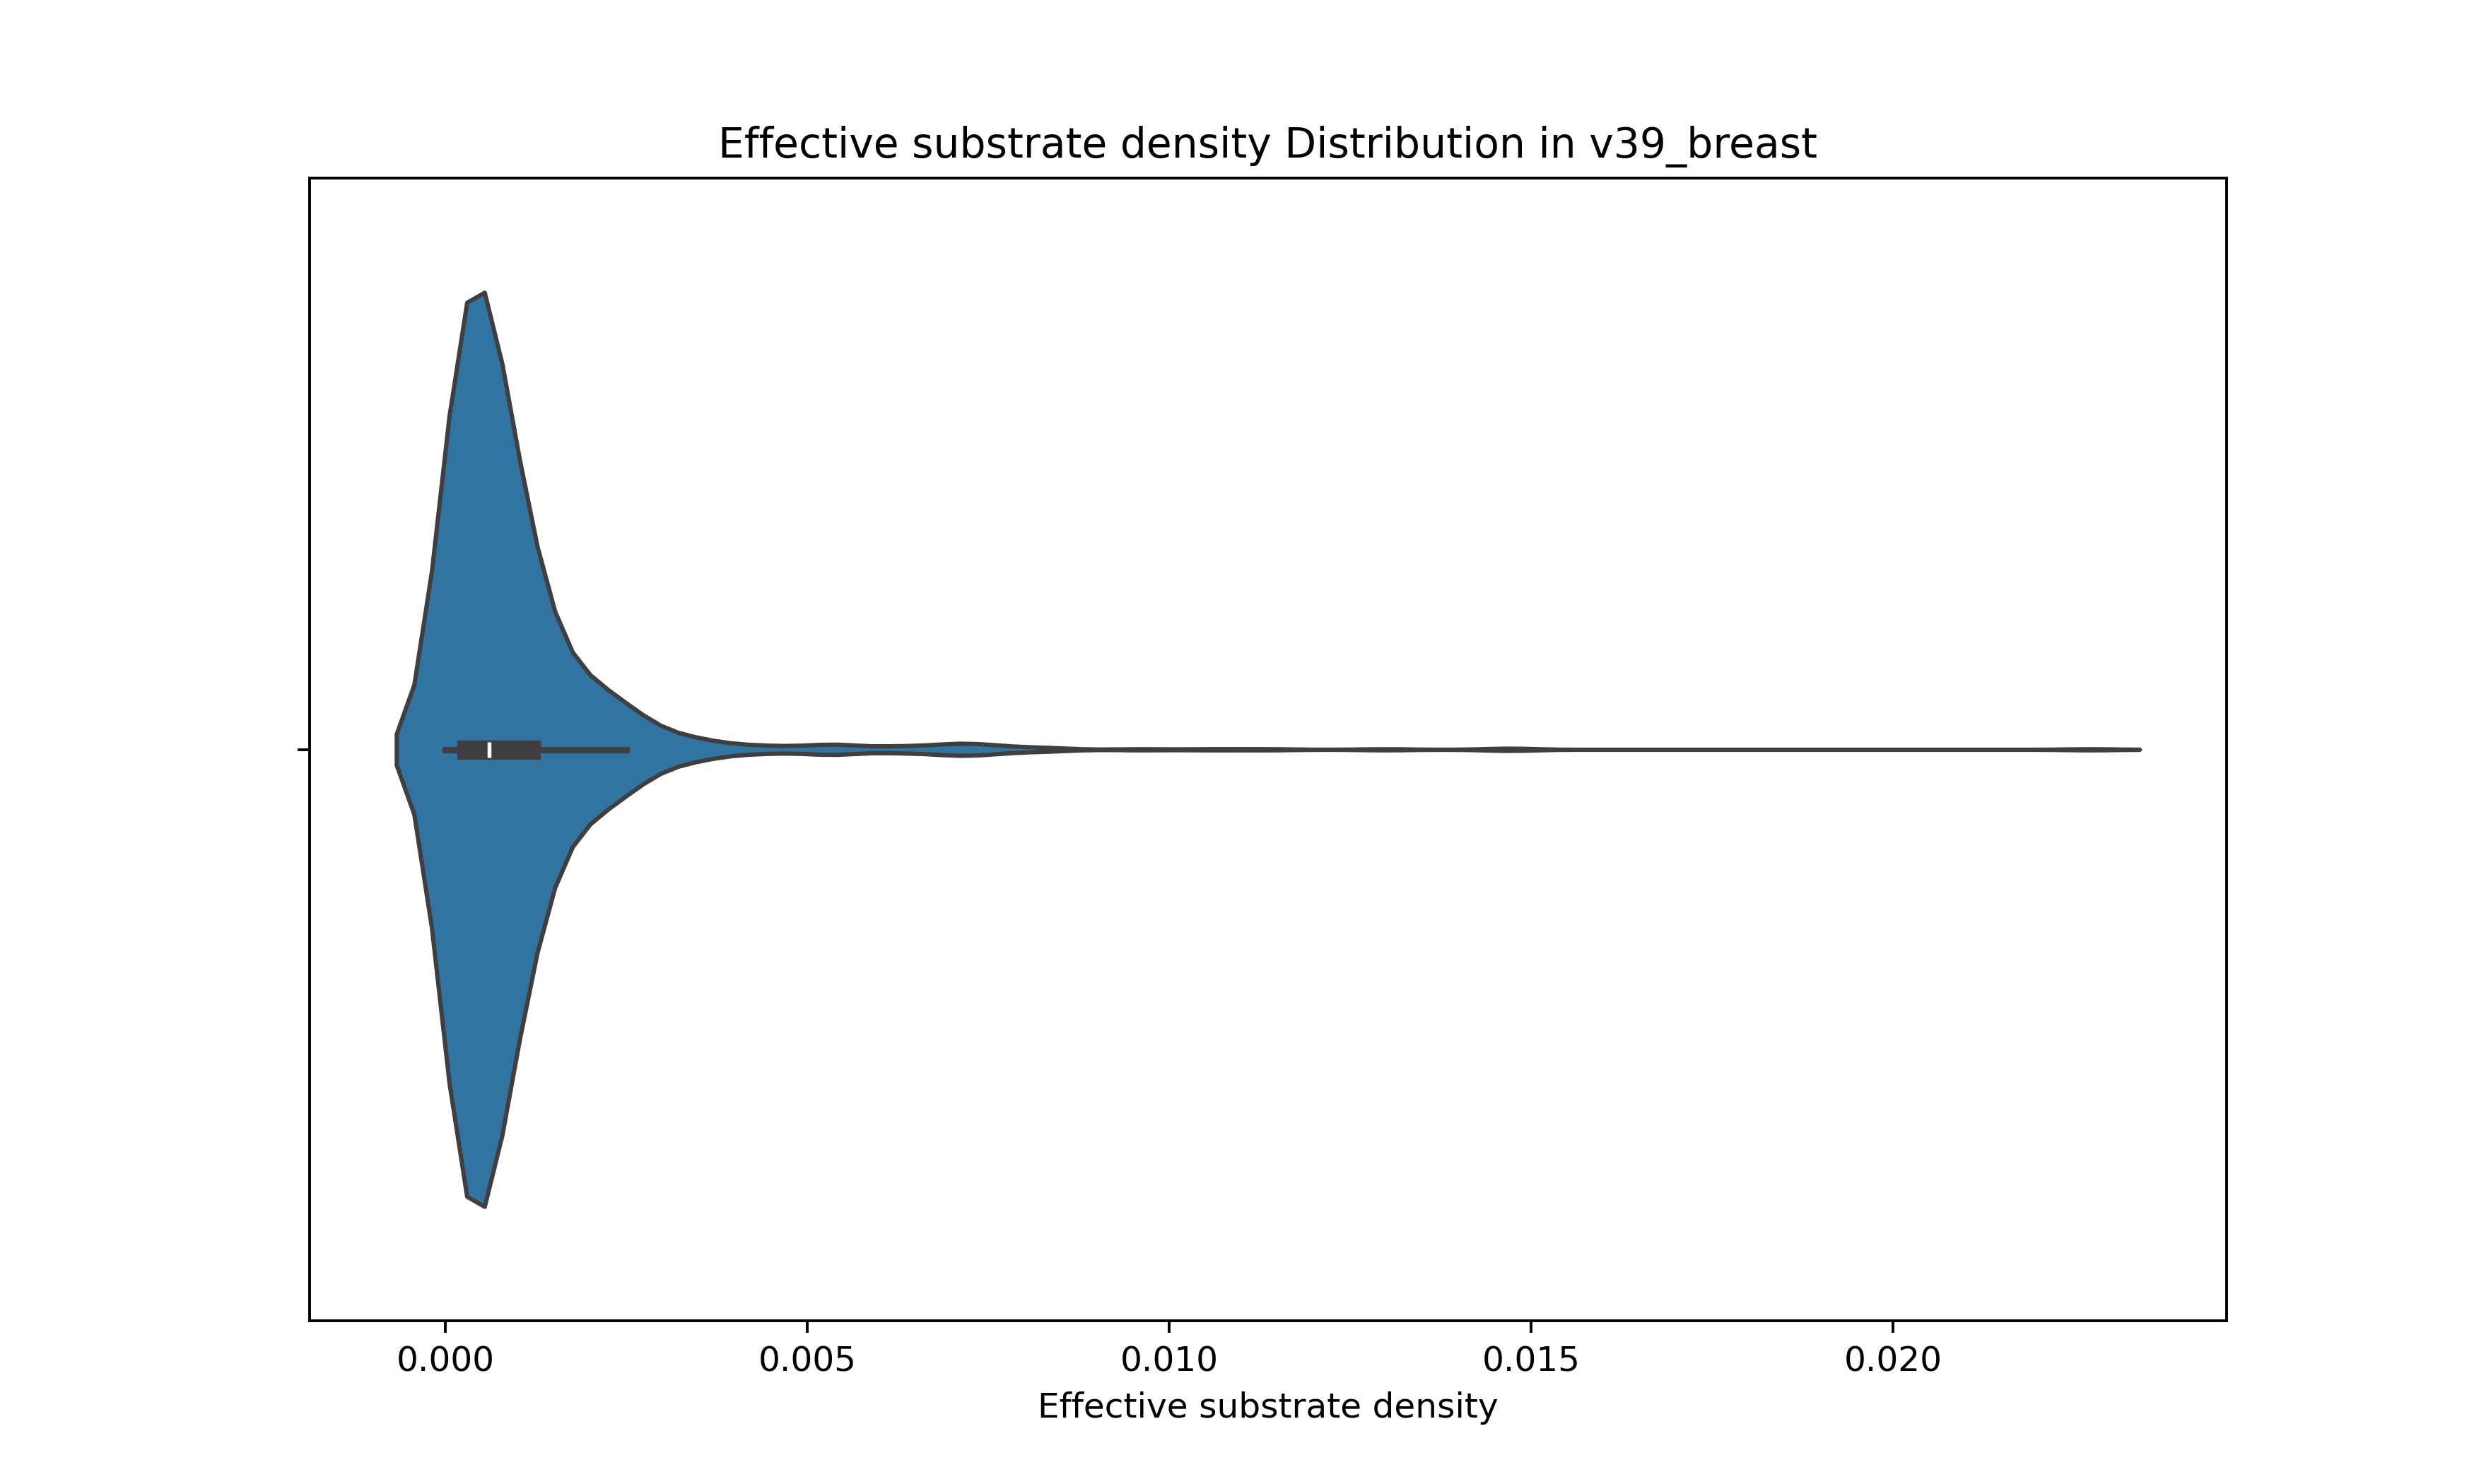 Effective substrate density Distribution in v39_breast
0.000 0.005 0.010 0.015 0.020
Effective substrate density